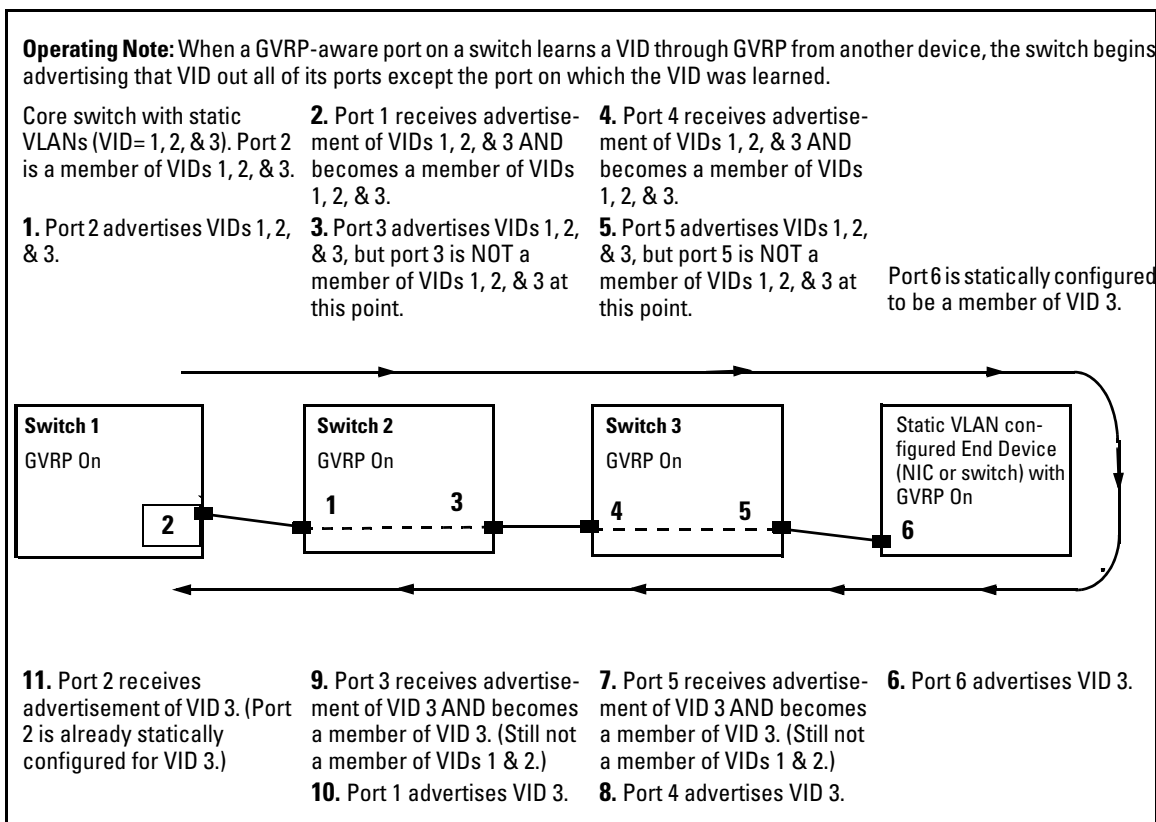 Operating Note: When a GVRP-aware port on a switch learns a VID through GVRP from another device, the switch begins
advertising that VID out all of its ports except the port on which the VID was learned.
Core switch with static
VLANs (VID= 1, 2, & 3). Port 2
is a member of VIDs 1, 2, & 3.
1. Port 2 advertises VIDs 1, 2,
& 3.
2. Port 1 receives advertise-
ment of VIDs 1, 2, & 3 AND
becomes a member of VIDs
1, 2, & 3.
3. Port 3 advertises VIDs 1, 2,
& 3, but port 3 is NOT a
member of VIDs 1, 2, & 3 at
this point.
4. Port 4 receives advertise-
ment of VIDs 1, 2, & 3 AND
becomes a member of VIDs
1, 2, & 3.
5. Port 5 advertises VIDs 1, 2,
& 3, but port 5 is NOT a
member of VIDs 1, 2, & 3 at
this point.
Port 6 is statically configured
to be a member of VID 3.
Switch 1
GVRP On
2
Switch 2
GVRP On
1
3
Switch 3
GVRP On
4
5
Static VLAN con-
figured End Device
(NIC or switch) with
GVRP On
6
11. Port 2 receives
advertisement of VID 3. (Port
2 is already statically
configured for VID 3.)
9. Port 3 receives advertise-
ment of VID 3 AND becomes
a member of VID 3. (Still not
a member of VIDs 1 & 2.)
10. Port 1 advertises VID 3.
7. Port 5 receives advertise-
ment of VID 3 AND becomes
a member of VID 3. (Still not
a member of VIDs 1 & 2.)
8. Port 4 advertises VID 3.
6. Port 6 advertises VID 3.